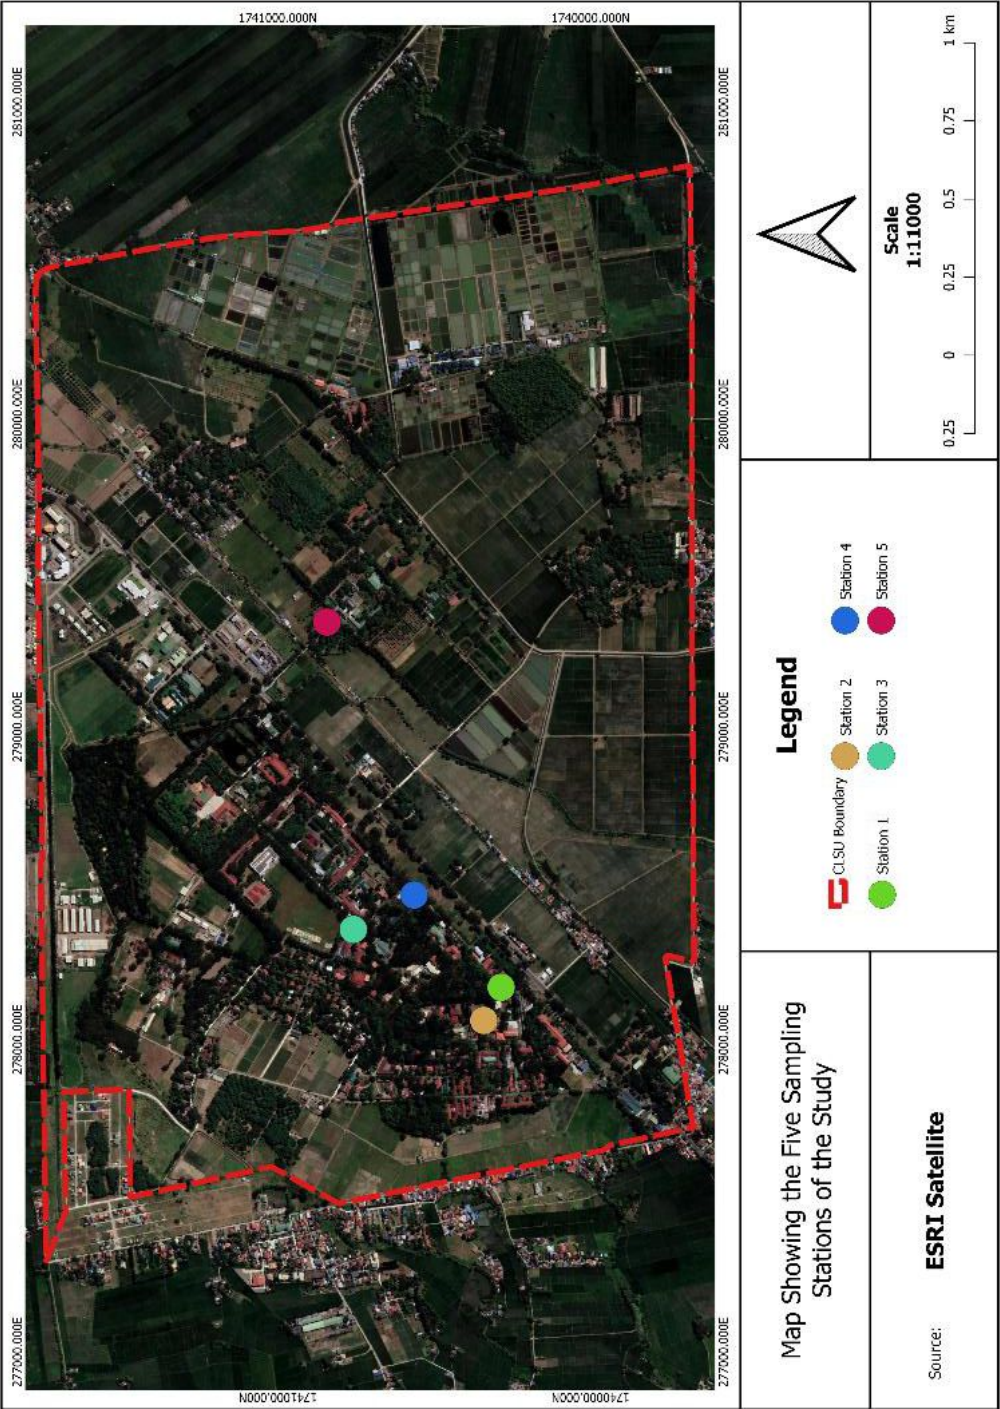 277000.000E
278000.000E
279000.000E
280000.000E
281000.000E
1741000.000N
1741000.000N
1740000.000N
1740000.000N
277000.000E
278000.000E
279000.000E
280000.000E
281000.000E
Map Showing the Five Sampling
Stations of the Study
Source:
ESRI Satellite
Legend
CLSU Boundary
Station 1
Station 2
Station 3
Station 4
Station 5
Scale
1:11000
0.25
0
0.25
0.5
0.75
1 km